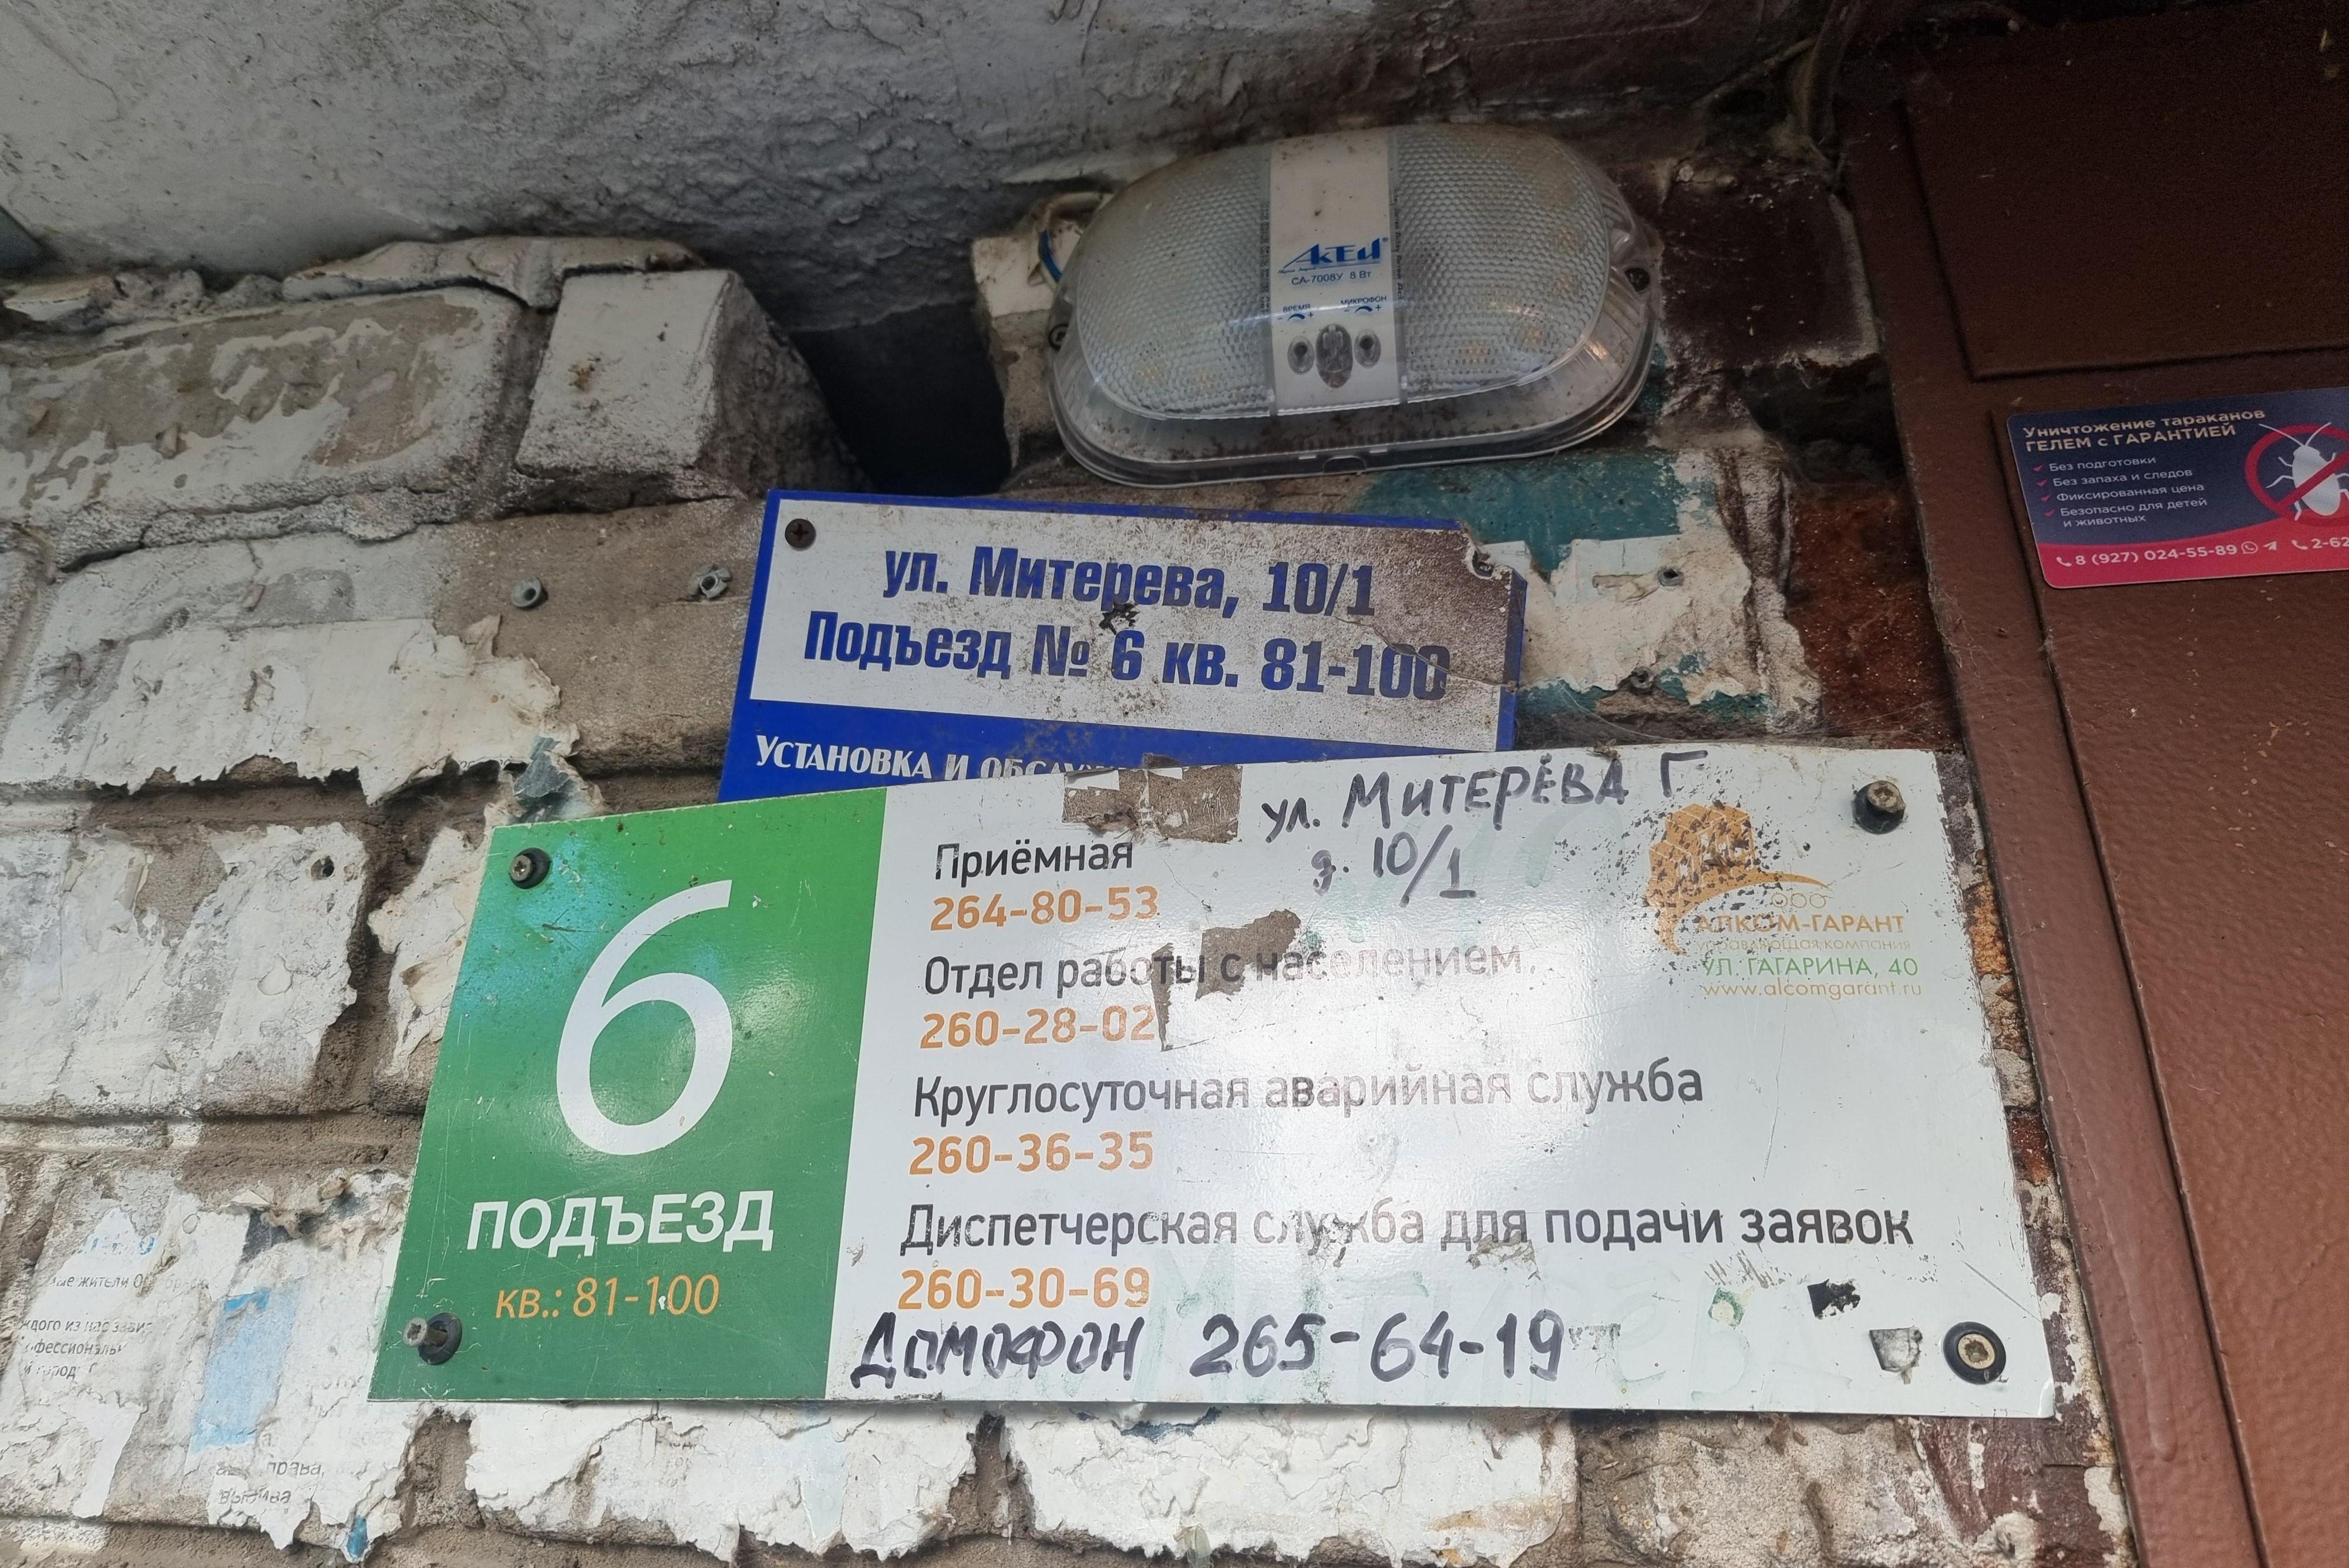 Актей
СА-7008У 8 Вт
ВРЕМЯ МИКРОФОН
- + - +
Уничтожение тараканов
ГЕЛЕМ с ГАРАНТИЕЙ
Без подготовки
Без запаха и следов
Фиксированная цена
Безопасно для детей
и животных
8 (927) 024-55-89 2-62
ул. Митерева, 10/1
Подъезд № 6 кв. 81-100
УСТАНОВКА И
ул. МИТЕРЕВА Г
д. 10/1
6
ПОДЪЕЗД
кв.: 81-100
Приёмная
264-80-53
Отдел работы с населением
260-28-02
Круглосуточная аварийная служба
260-36-35
Диспетчерская служба для подачи заявок
260-30-69
ДОМОФОН 265-64-19
ООО
АЛКОМ-ГАРАНТ
управляющая компания
УЛ. ГАГАРИНА, 40
www.alcomgarant.ru